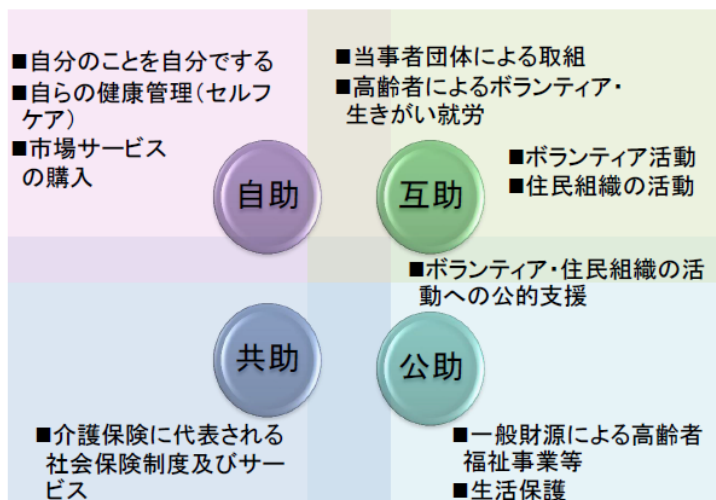 ■自分のことを自分でする
■自らの健康管理(セルフ
ケア)
■市場サービス
の購入
自助
■当事者団体による取組
■高齢者によるボランティア・
生きがい就労
■ボランティア活動
■住民組織の活動
互助
■ボランティア・住民組織の活
動への公的支援
共助
■介護保険に代表される
社会保険制度及びサー
ビス
公助
■一般財源による高齢者
福祉事業等
■生活保護